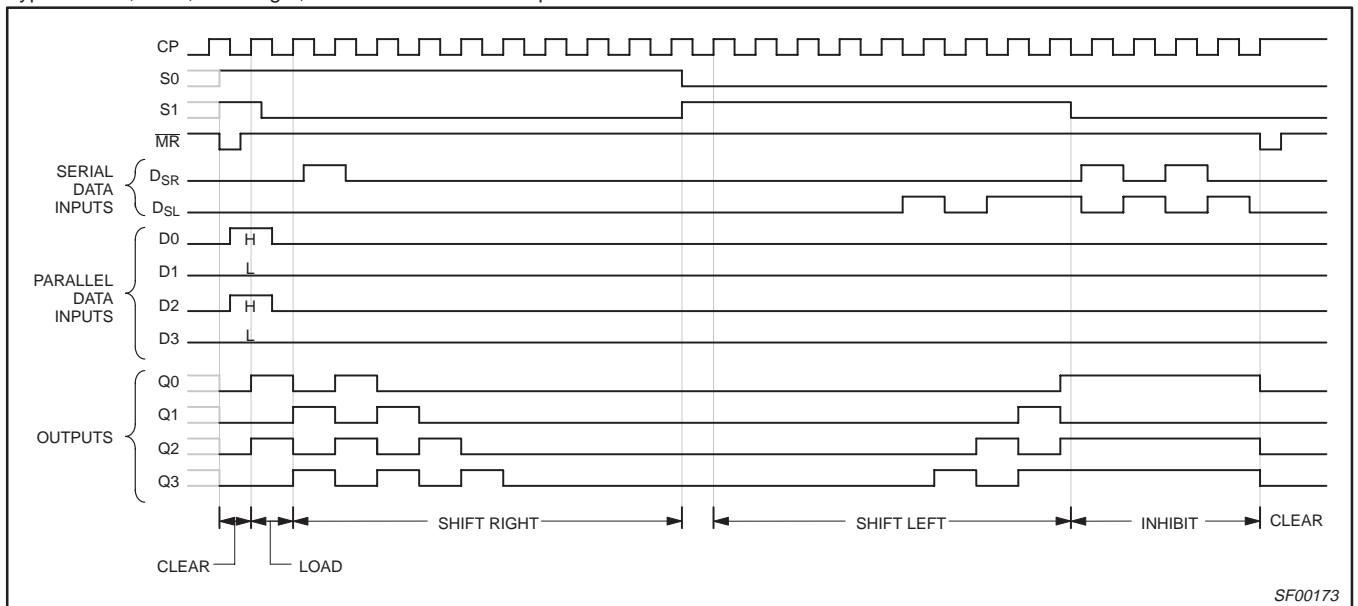 CP
S0
S1
MR
SERIAL
DATA
INPUTS
DSR
DSL
PARALLEL
DATA
INPUTS
D0
H
D1
L
D2
H
D3
L
OUTPUTS
Q0
Q1
Q2
Q3
SHIFT RIGHT
SHIFT LEFT
INHIBIT
CLEAR
CLEAR
LOAD
SF00173